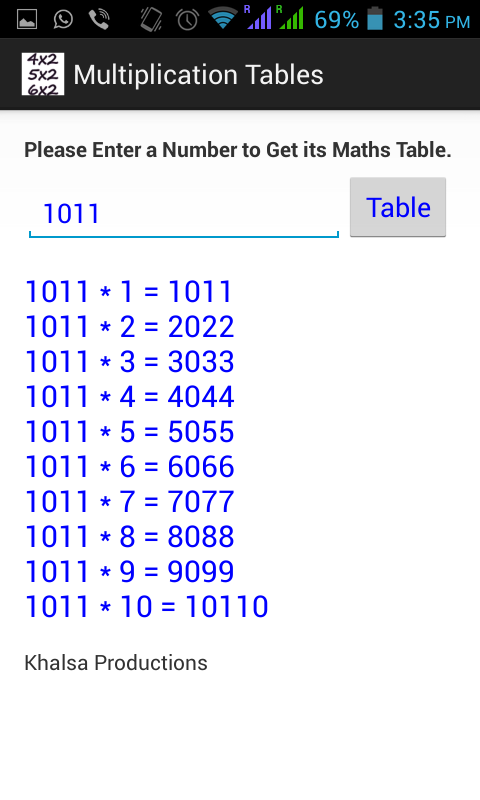 R R 69% 3:35 PM
4x2
5x2
6x2
Multiplication Tables
Please Enter a Number to Get its Maths Table.
1011 Table
1011 * 1 = 1011
1011 * 2 = 2022
1011 * 3 = 3033
1011 * 4 = 4044
1011 * 5 = 5055
1011 * 6 = 6066
1011 * 7 = 7077
1011 * 8 = 8088
1011 * 9 = 9099
1011 * 10 = 10110
Khalsa Productions